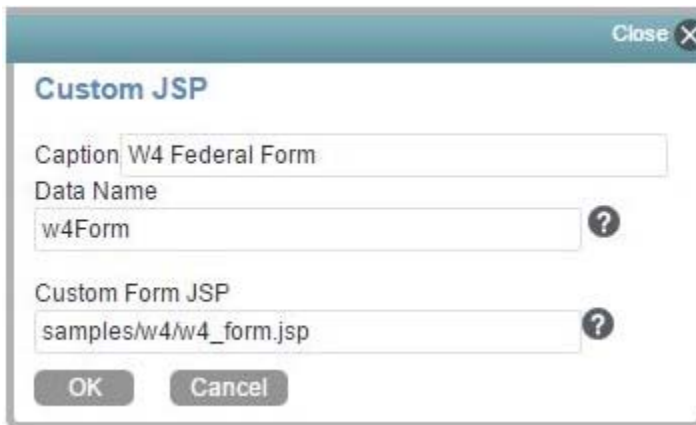 Close
Custom JSP
Caption W4 Federal Form
Data Name
w4Form
Custom Form JSP
samples/w4/w4_form.jsp
OK Cancel